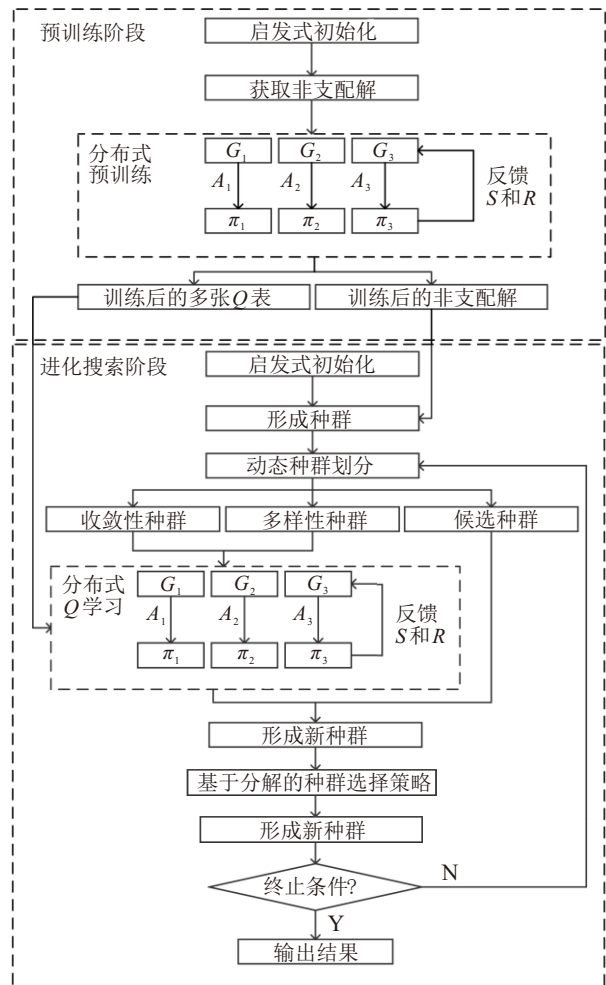 预训练阶段
启发式初始化
获取非支配解
分布式
预训练
G1 G2 G3
A1 A2 A3
π1 π2 π3
反馈
S和R
训练后的多张Q表 训练后的非支配解
进化搜索阶段
启发式初始化
形成种群
动态种群划分
收敛性种群 多样性种群 候选种群
分布式
Q学习
G1 G2 G3
A1 A2 A3
π1 π2 π3
反馈
S和R
形成新种群
基于分解的种群选择策略
形成新种群
终止条件?
N
Y
输出结果